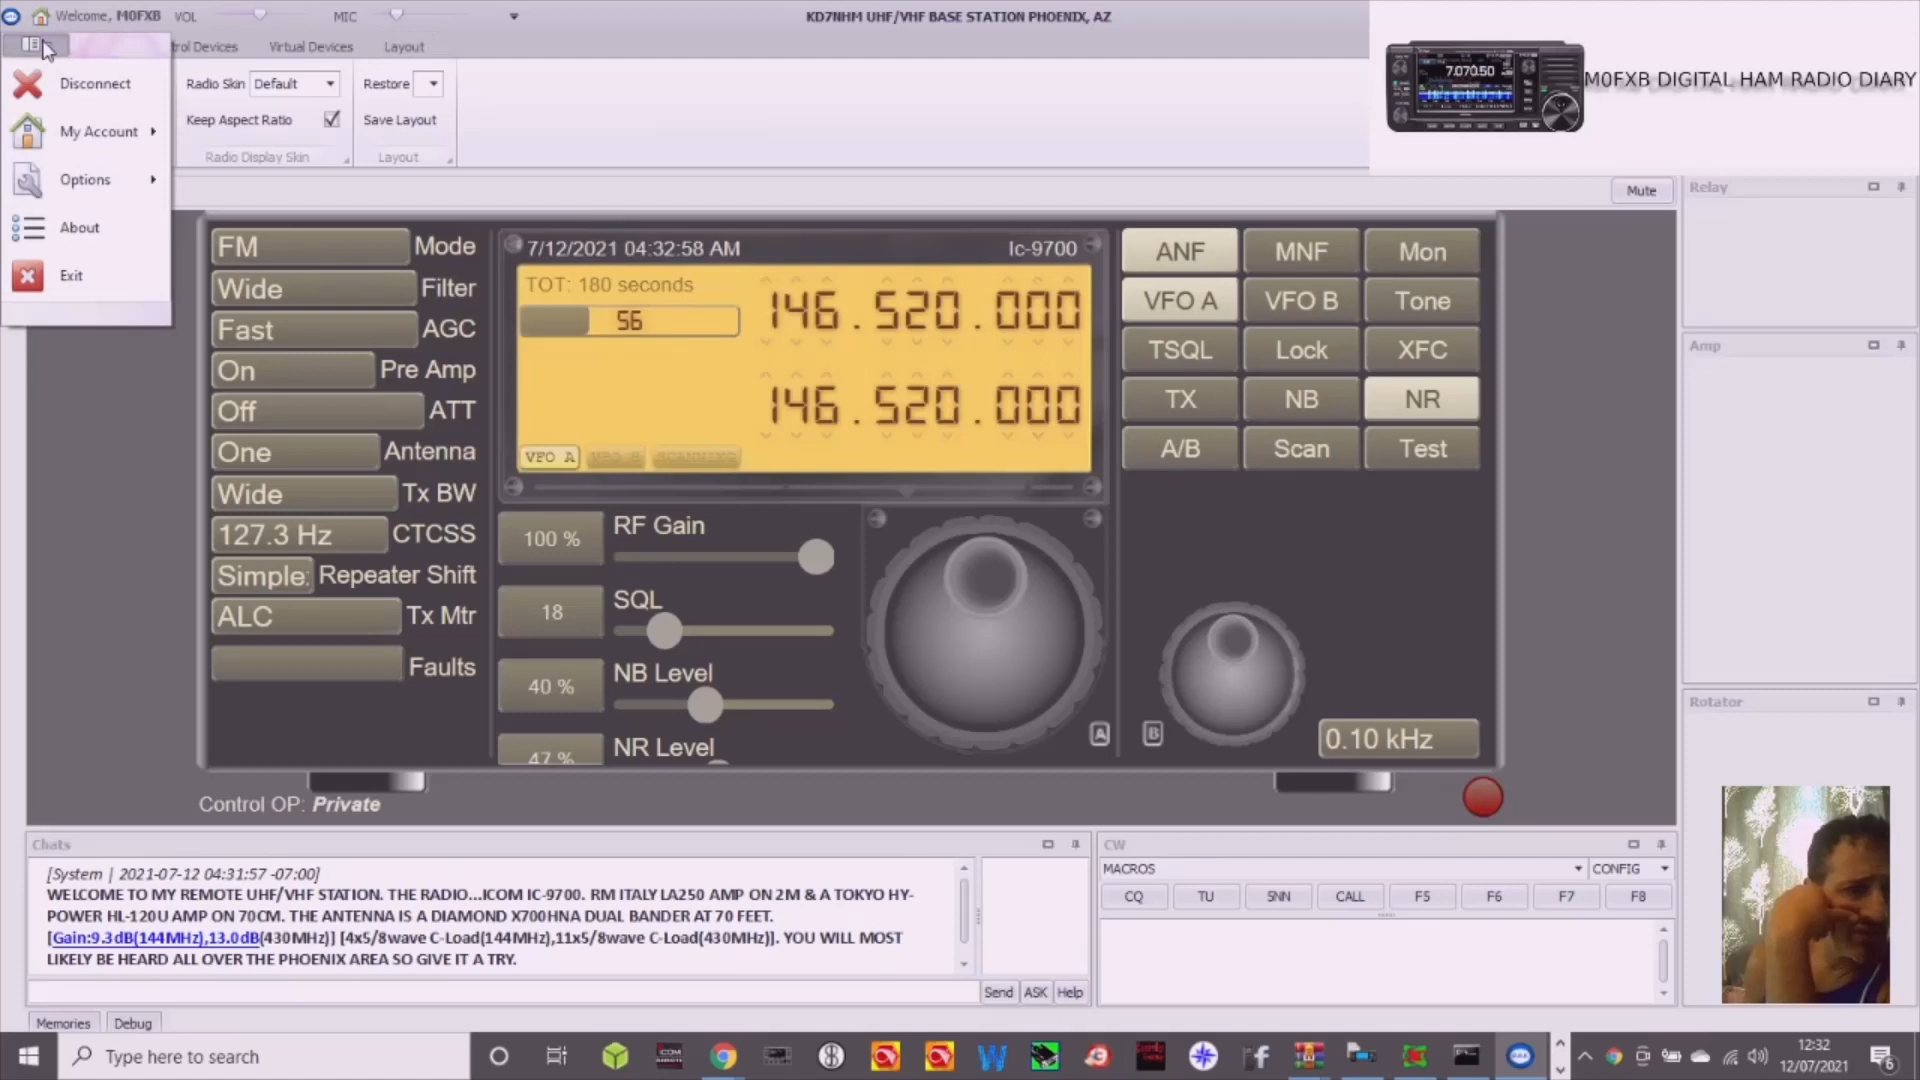 Welcome, M0FXB VOL MIC
KD7NHM UHF/VHF BASE STATION PHOENIX, AZ
trol Devices Virtual Devices Layout
Disconnect
My Account
Options
About
Exit
Radio Skin Default
Keep Aspect Ratio
Radio Display Skin
Restore
Save Layout
Layout
7.070.50
M0FXB DIGITAL HAM RADIO DIARY
Mute
Relay
Amp
Rotator
FM Mode
Wide Filter
Fast AGC
On Pre Amp
Off ATT
One Antenna
Wide Tx BW
127.3 Hz CTCSS
Simple: Repeater Shift
ALC Tx Mtr
Faults
7/12/2021 04:32:58 AM Ic-9700
TOT: 180 seconds
56
146.520.000
146.520.000
VFO A VFO B SCANNING
100 % RF Gain
18 SQL
40 % NB Level
47 % NR Level
A B
ANF MNF Mon
VFO A VFO B Tone
TSQL Lock XFC
TX NB NR
A/B Scan Test
0.10 kHz
Control OP: Private
Chats
[System | 2021-07-12 04:31:57 -07:00]
WELCOME TO MY REMOTE UHF/VHF STATION. THE RADIO...ICOM IC-9700. RM ITALY LA250 AMP ON 2M & A TOKYO HY-
POWER HL-120U AMP ON 70CM. THE ANTENNA IS A DIAMOND X700HNA DUAL BANDER AT 70 FEET.
[Gain:9.3dB(144MHz),13.0dB(430MHz)] [4x5/8wave C-Load(144MHz),11x5/8wave C-Load(430MHz)]. YOU WILL MOST
LIKELY BE HEARD ALL OVER THE PHOENIX AREA SO GIVE IT A TRY.
Send ASK Help
CW
MACROS CONFIG
CQ TU 5NN CALL F5 F6 F7 F8
Memories Debug
Type here to search
12:32
12/07/2021
6